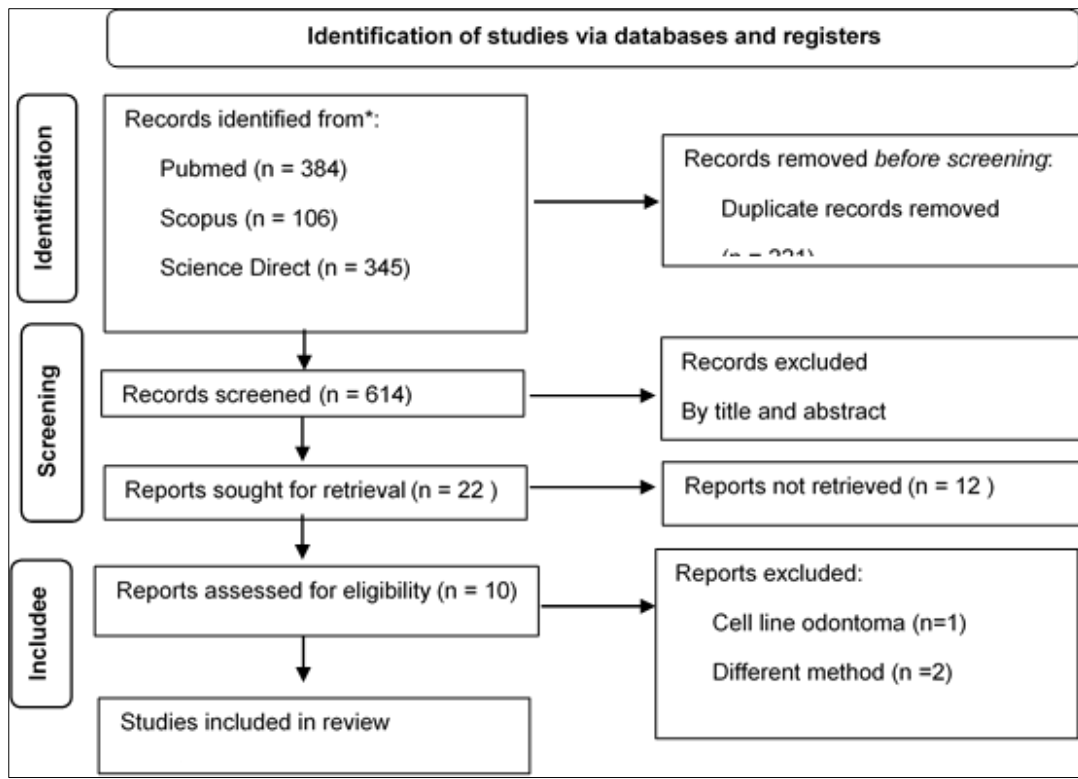 Identification of studies via databases and registers
Identification
Records identified from*:
Pubmed (n = 384)
Scopus (n = 106)
Science Direct (n = 345)
Records removed before screening:
Duplicate records removed
(n = 221)
Screening
Records screened (n = 614)
Records excluded
By title and abstract
Reports sought for retrieval (n = 22 )
Reports not retrieved (n = 12 )
Includee
Reports assessed for eligibility (n = 10)
Reports excluded:
Cell line odontoma (n=1)
Different method (n =2)
Studies included in review